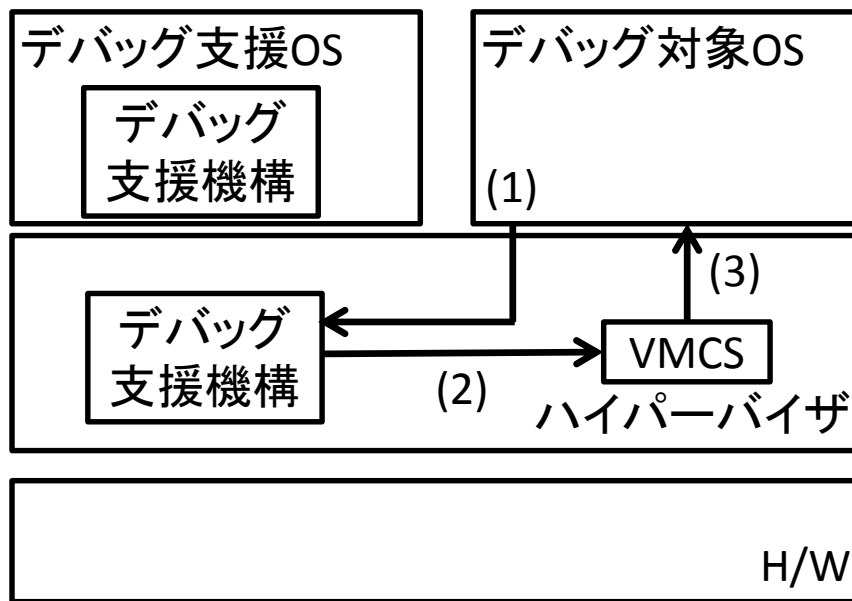 デバッグ支援OS
デバッグ
支援機構
デバッグ対象OS
(1)
(3)
デバッグ
支援機構
(2)
VMCS
ハイパーバイザ
H/W